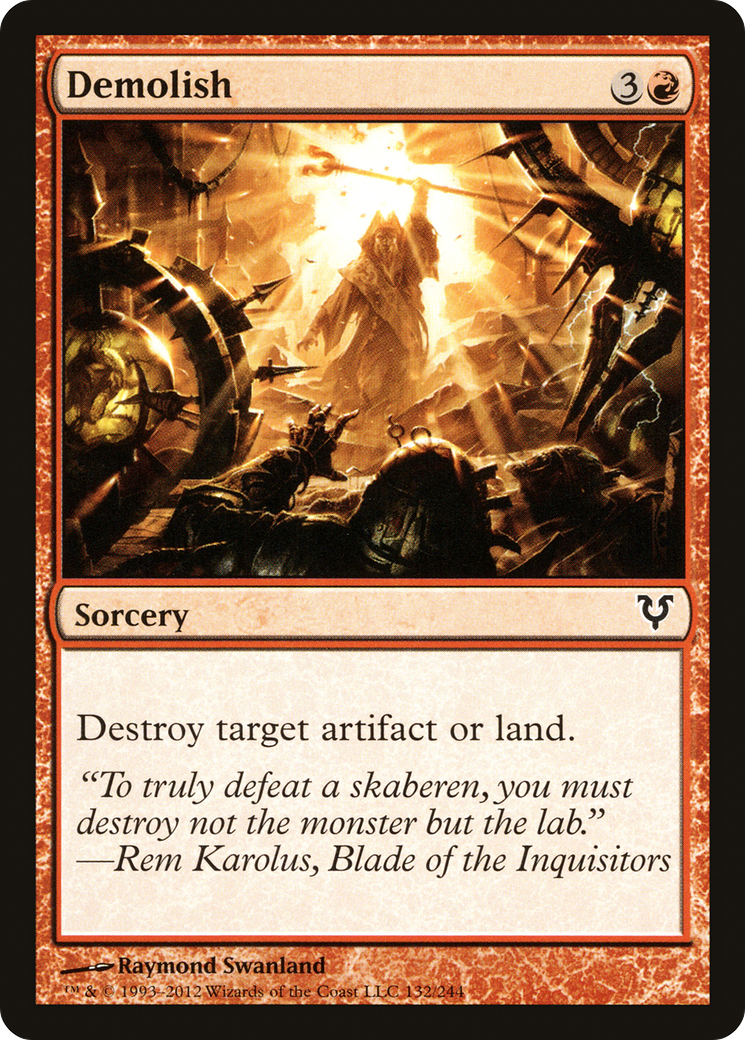 Demolish 3
Sorcery
Destroy target artifact or land.
“To truly defeat a skaberen, you must
destroy not the monster but the lab.”
—Rem Karolus, Blade of the Inquisitors
Raymond Swanland
™ & © 1993–2012 Wizards of the Coast LLC 132/244